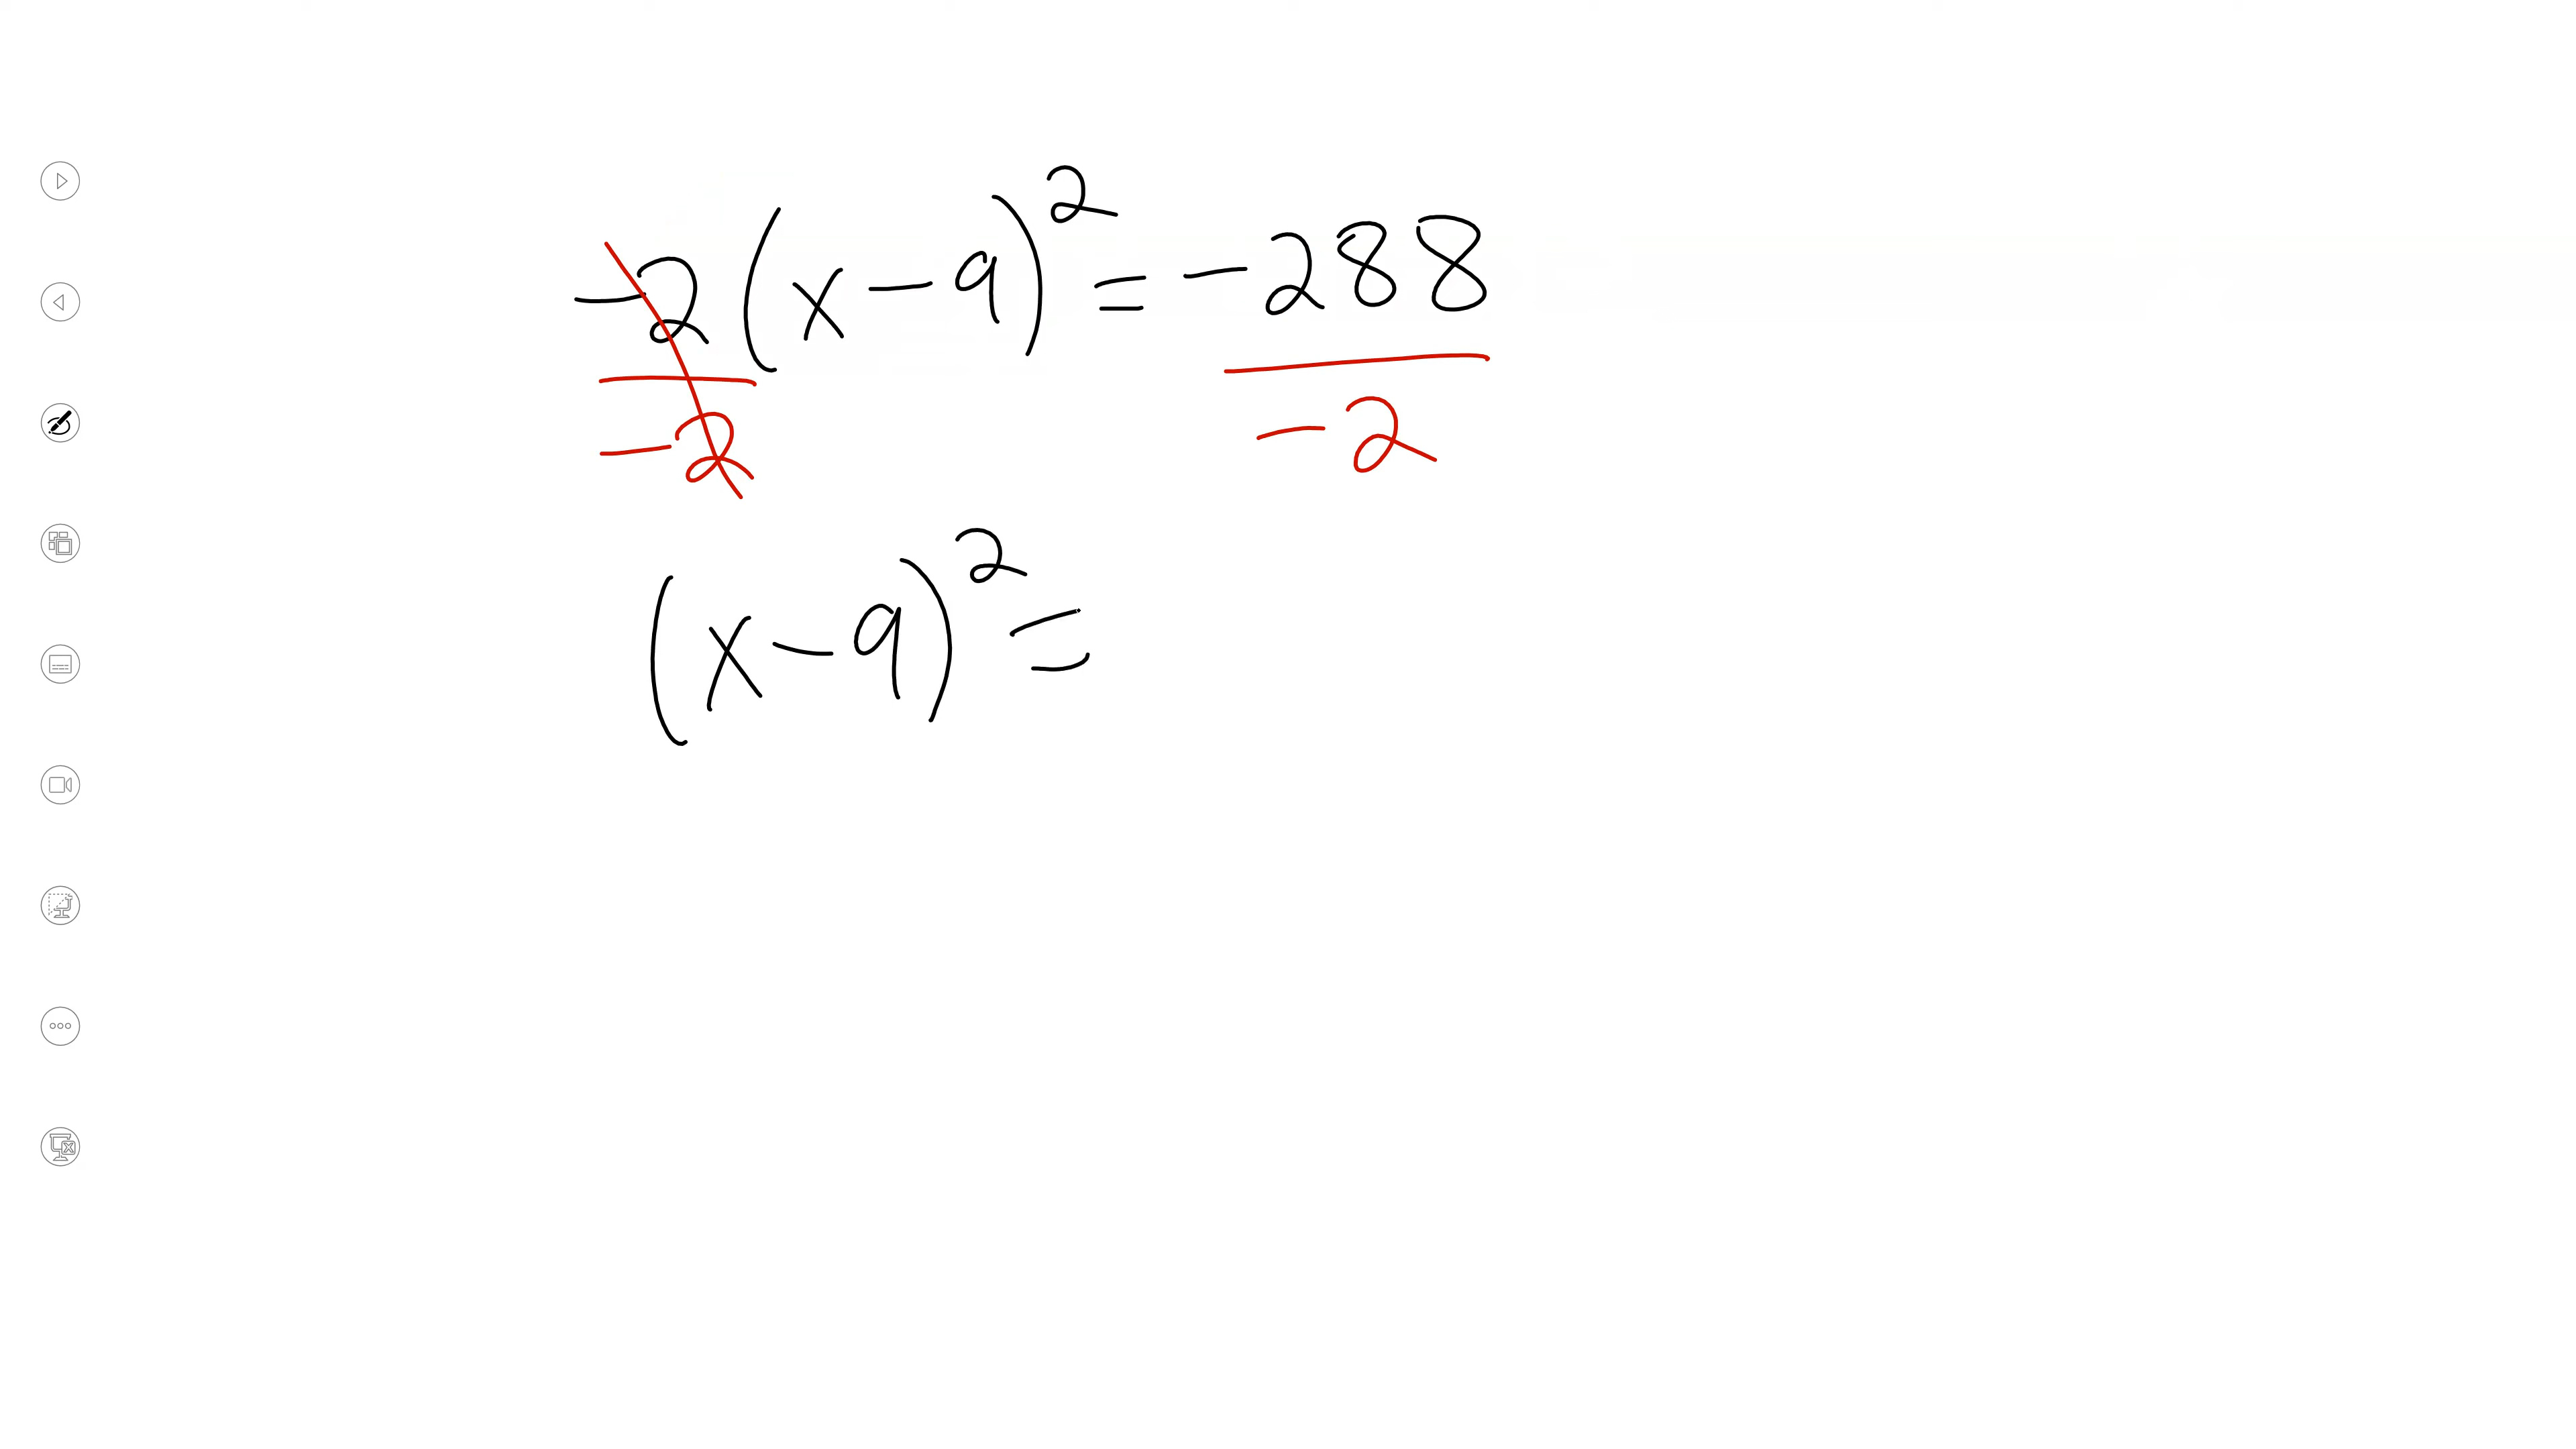 -2(x-9)² = -288
-2 -2
(x-9)² =